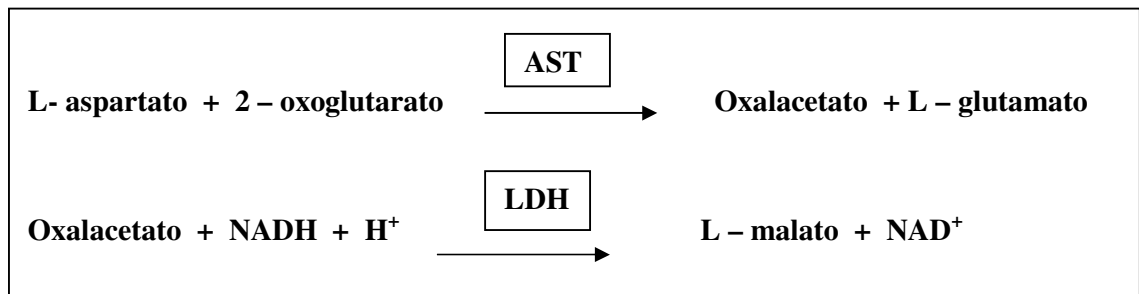 AST
L- aspartato + 2 – oxoglutarato Oxalacetato + L – glutamato
LDH
Oxalacetato + NADH + H⁺ L – malato + NAD⁺